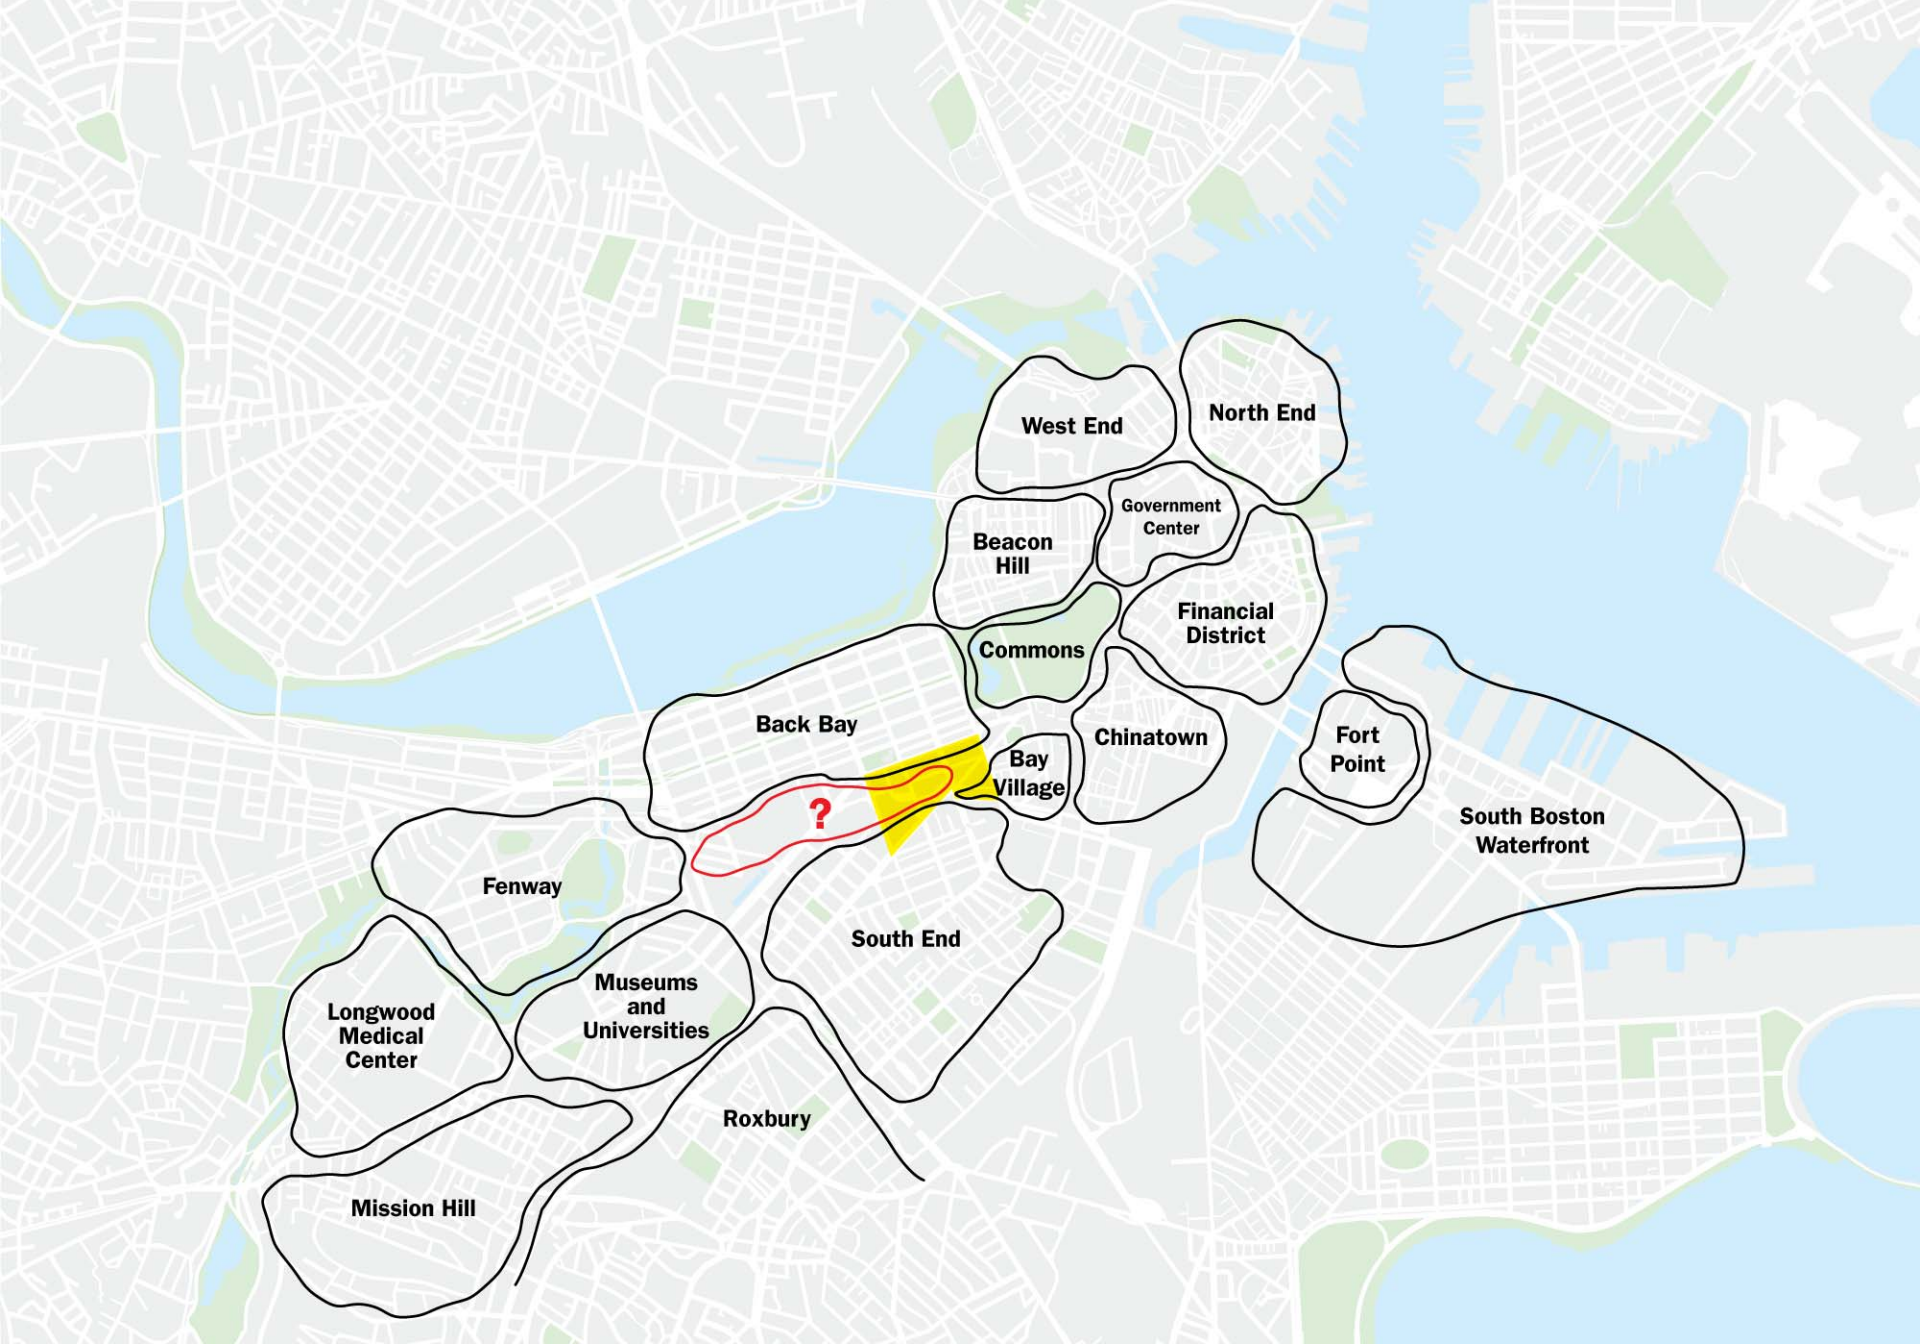 North End
West End
Government
Center
Beacon
Hill
Financial
District
Commons
Back Bay
Chinatown
Fort
Point
Bay
Village
?
South Boston
Waterfront
Fenway
South End
Museums
and
Universities
Longwood
Medical
Center
Roxbury
Mission Hill